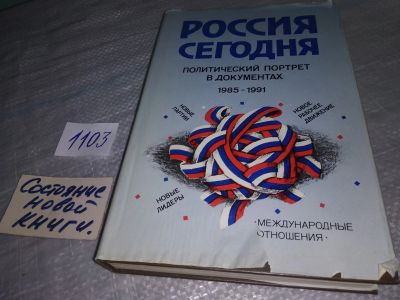 РОССИЯ
СЕГОДНЯ
ПОЛИТИЧЕСКИЙ ПОРТРЕТ
В ДОКУМЕНТАХ
1985-1991
НОВЫЕ
ПАРТИИ
НОВОЕ
РАБОЧЕЕ
ДВИЖЕНИЕ
НОВЫЕ
ЛИДЕРЫ
·МЕЖДУНАРОДНЫЕ
ОТНОШЕНИЯ·
1103
Состояние
новой
книги.